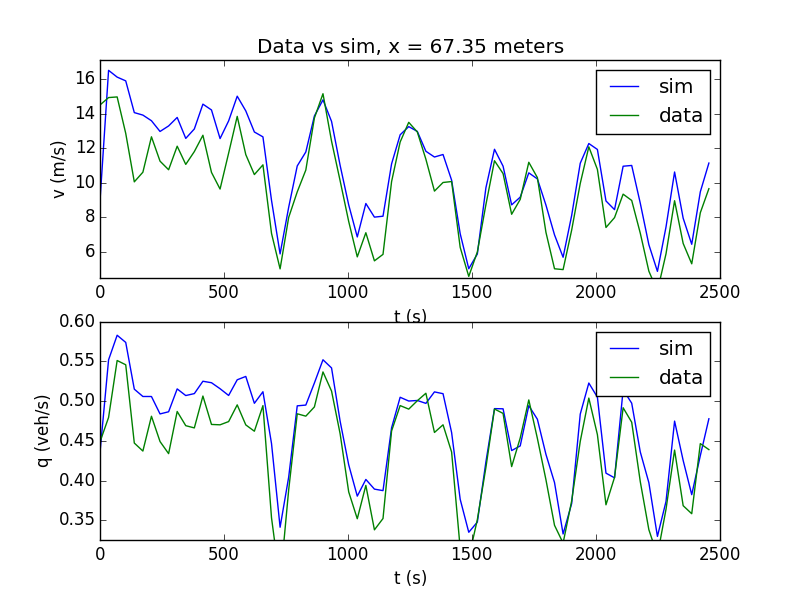 Data vs sim, x = 67.35 meters
v (m/s)
16
14
12
10
8
6
sim
data
0
500
1000
1500
2000
2500
t (s)
q (veh/s)
0.60
0.55
0.50
0.45
0.40
0.35
sim
data
0
500
1000
1500
2000
2500
t (s)